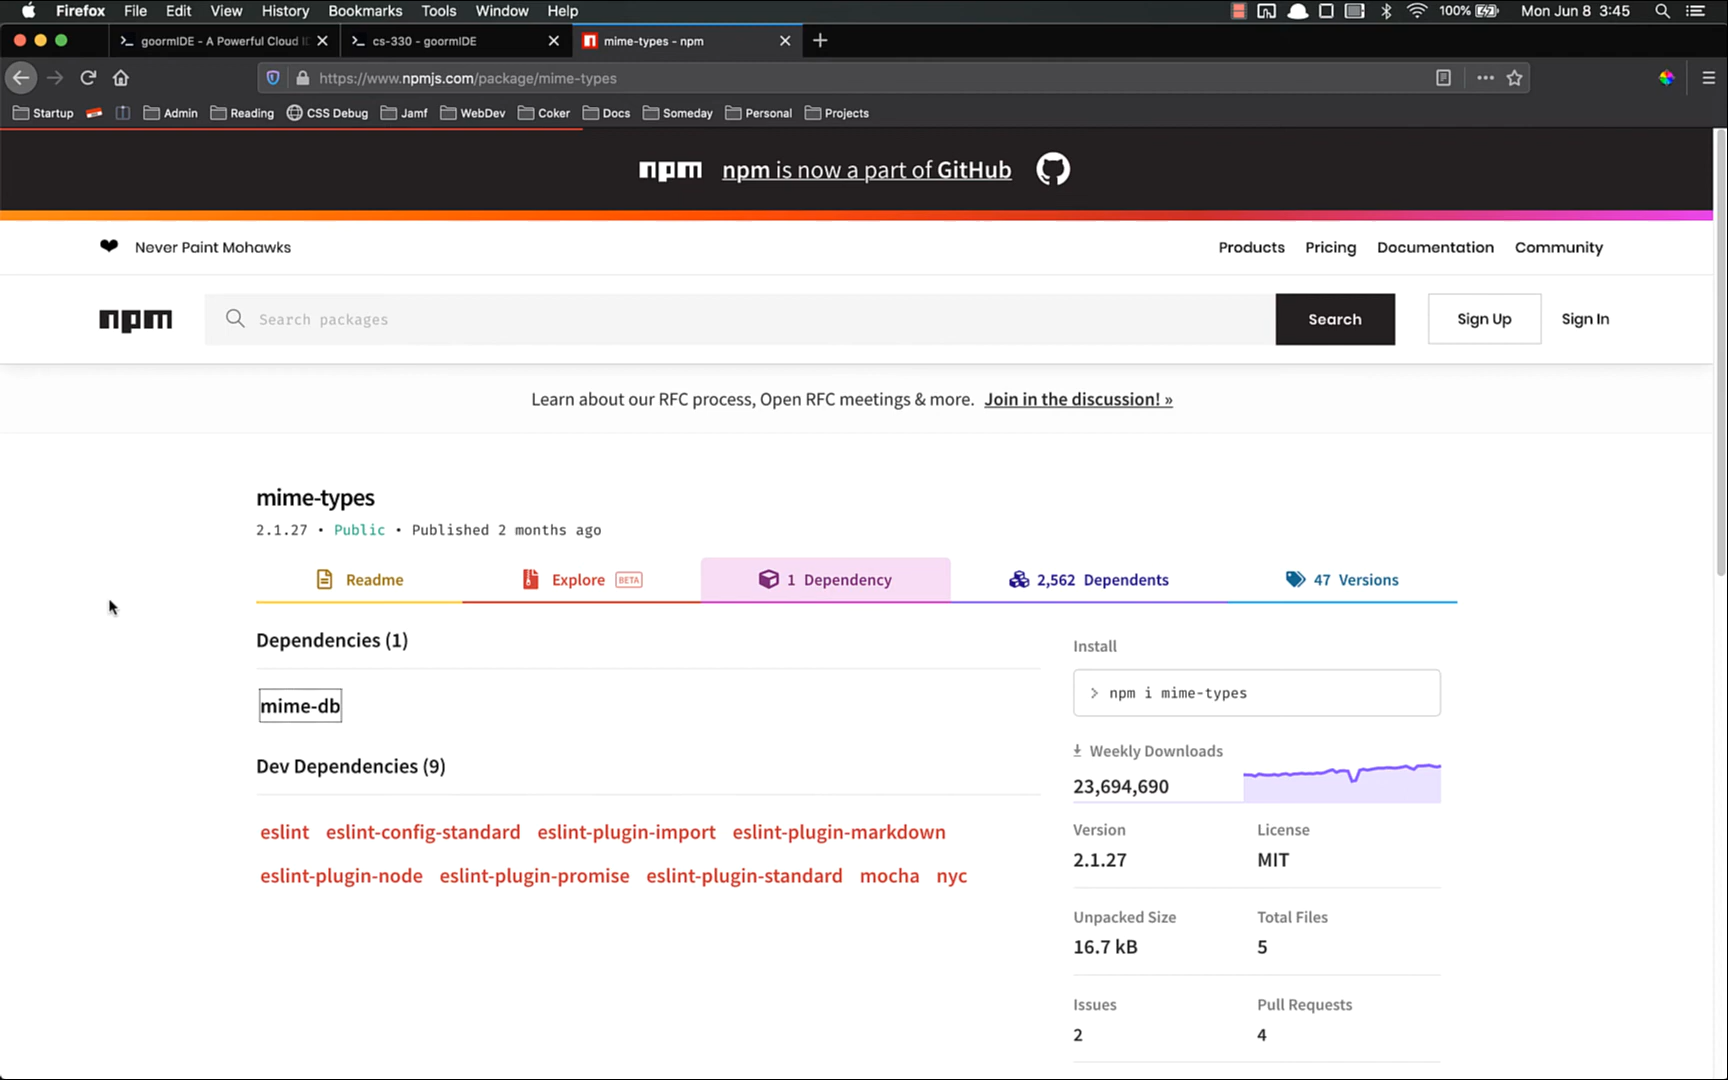 Firefox File Edit View History Bookmarks Tools Window Help 100% Mon Jun 8 3:45
goormIDE - A Powerful Cloud I cs-330 - goormIDE mime-types - npm
https://www.npmjs.com/package/mime-types
Startup Admin Reading CSS Debug Jamf WebDev Coker Docs Someday Personal Projects
npm npm is now a part of GitHub
Never Paint Mohawks Products Pricing Documentation Community
npm Search packages Search Sign Up Sign In
Learn about our RFC process, Open RFC meetings & more. Join in the discussion! »
mime-types
2.1.27 • Public • Published 2 months ago
Readme Explore BETA 1 Dependency 2,562 Dependents 47 Versions
Dependencies (1)
mime-db
Dev Dependencies (9)
eslint eslint-config-standard eslint-plugin-import eslint-plugin-markdown
eslint-plugin-node eslint-plugin-promise eslint-plugin-standard mocha nyc
Install
> npm i mime-types
Weekly Downloads
23,694,690
Version License
2.1.27 MIT
Unpacked Size Total Files
16.7 kB 5
Issues Pull Requests
2 4